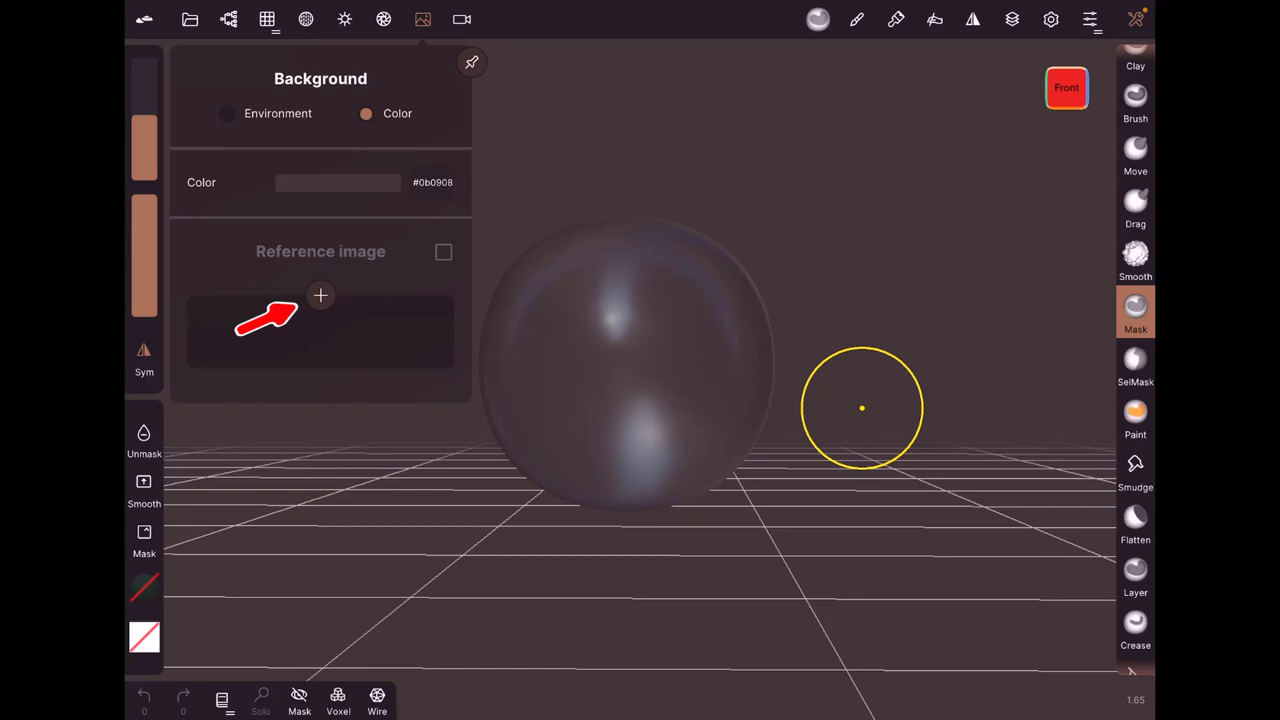 Background
Environment
Color
Color
#0b0908
Reference image
Front
Sym
Unmask
Smooth
Mask
0
0
Solo
Mask
Voxel
Wire
Clay
Brush
Move
Drag
Smooth
Mask
SelMask
Paint
Smudge
Flatten
Layer
Crease
1.65